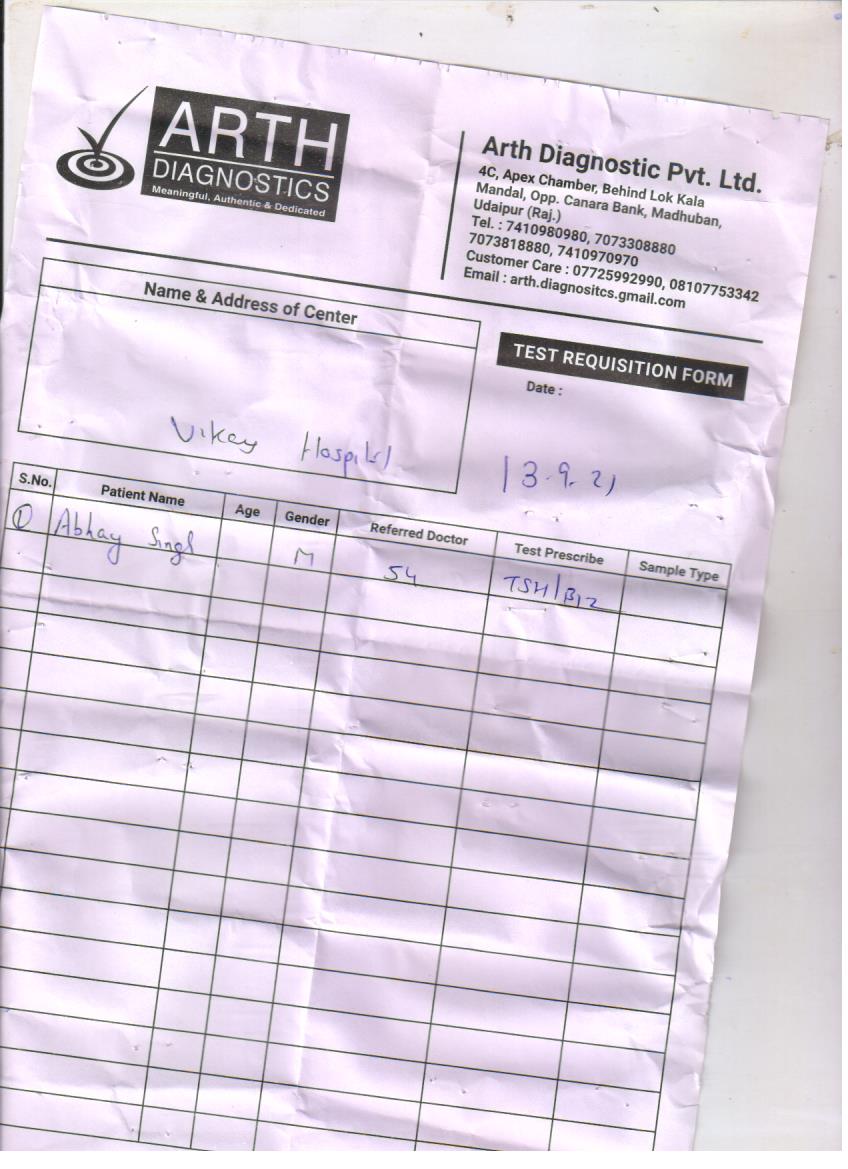 ARTH
DIAGNOSTICS
Meaningful, Authentic & Dedicated
Arth Diagnostic Pvt. Ltd.
4C, Apex Chamber, Behind Lok Kala
Mandal, Opp. Canara Bank, Madhuban,
Udaipur (Raj.)
Tel. : 7410980980, 7073308880
7073818880, 7410970970
Customer Care : 07725992990, 08107753342
Email : arth.diagnositcs.gmail.com
Name & Address of Center
Hospital
TEST REQUISITION FORM
Date :
13.9.21
S.No. Patient Name Age Gender Referred Doctor Test Prescribe Sample Type
1 Abhay Singh M 54 TSH/B12